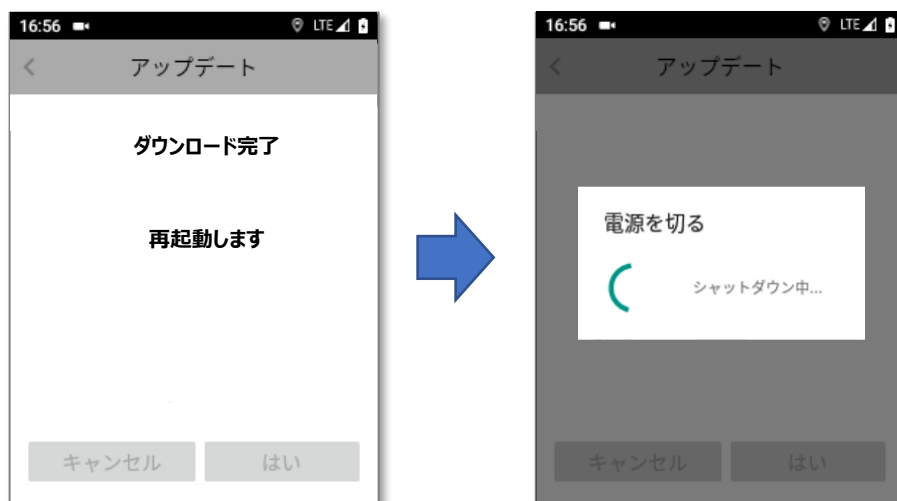 16:56
LTE
アップデート
ダウンロード完了
再起動します
キャンセル
はい
16:56
LTE
アップデート
電源を切る
シャットダウン中...
キャンセル
はい